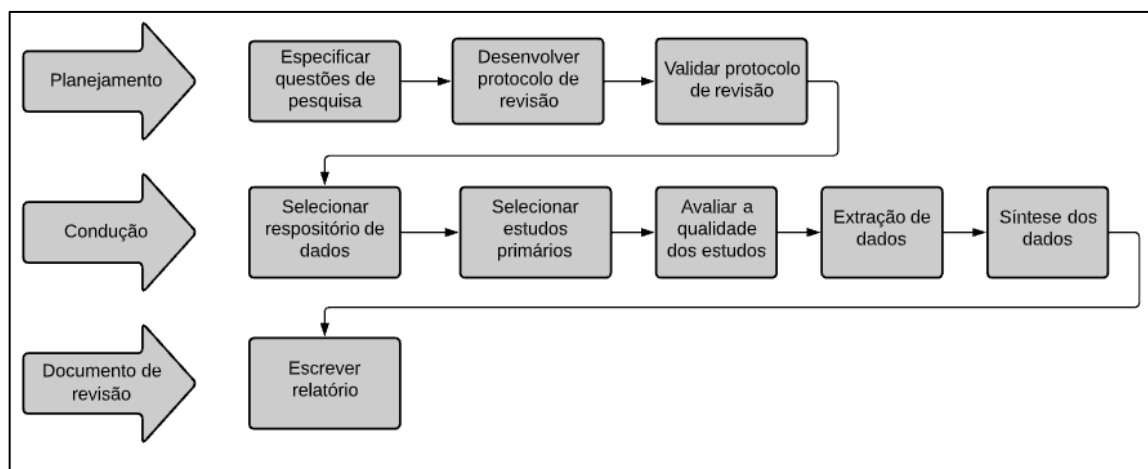 Planejamento
Especificar
questões de
pesquisa
Desenvolver
protocolo de
revisão
Validar protocolo
de revisão
Condução
Selecionar
respositório de
dados
Selecionar
estudos
primários
Avaliar a
qualidade
dos estudos
Extração de
dados
Síntese dos
dados
Documento de
revisão
Escrever
relatório